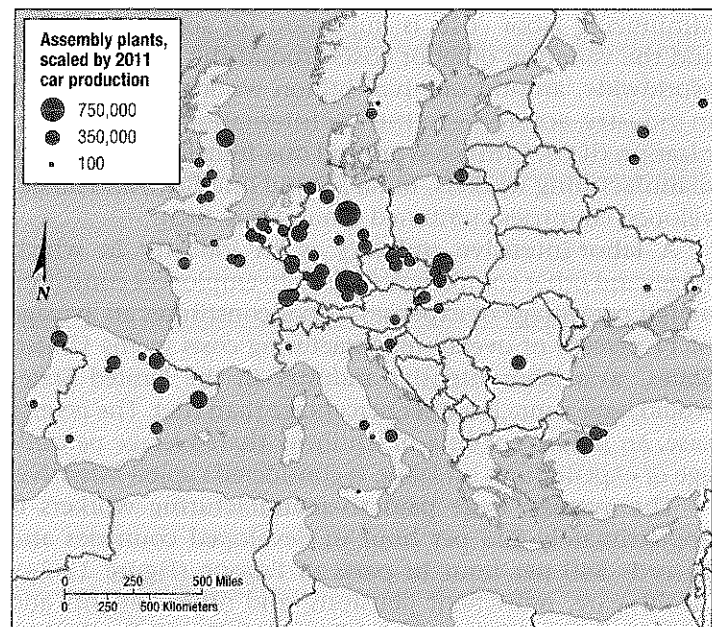 Assembly plants,
scaled by 2011
car production
750,000
350,000
100
N
0 250 500 Miles
0 250 500 Kilometers